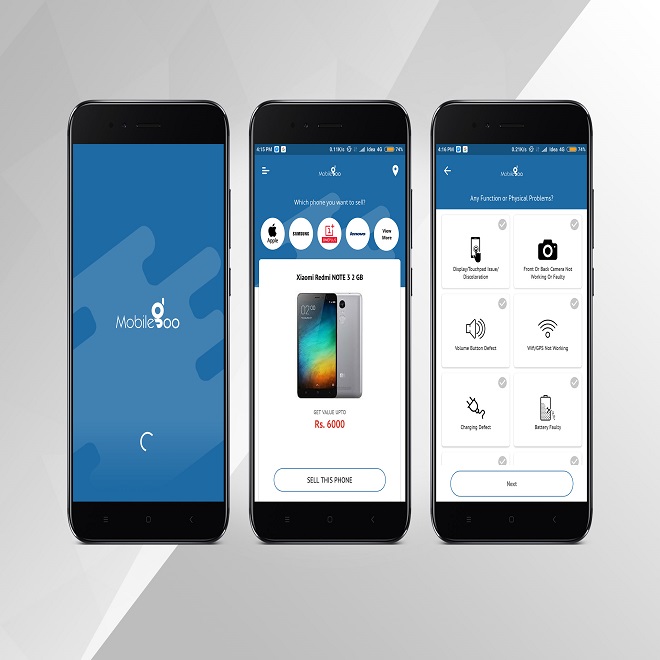 MobileGoo
4:15 PM
0.11K/s
Idea 4G
74%
MobileGoo
Which phone you want to sell?
Apple
SAMSUNG
ONEPLUS
lenovo
View
More
Xiaomi Redmi NOTE 3 2 GB
GET VALUE UPTO
Rs. 6000
SELL THIS PHONE
4:16 PM
0.21K/s
Idea 4G
74%
MobileGoo
Any Function or Physical Problems?
Display/Touchpad Issue/
Discoloration
Front Or Back Camera Not
Working Or Faulty
Volume Button Defect
Wifi/GPS Not Working
Charging Defect
Battery Faulty
Next